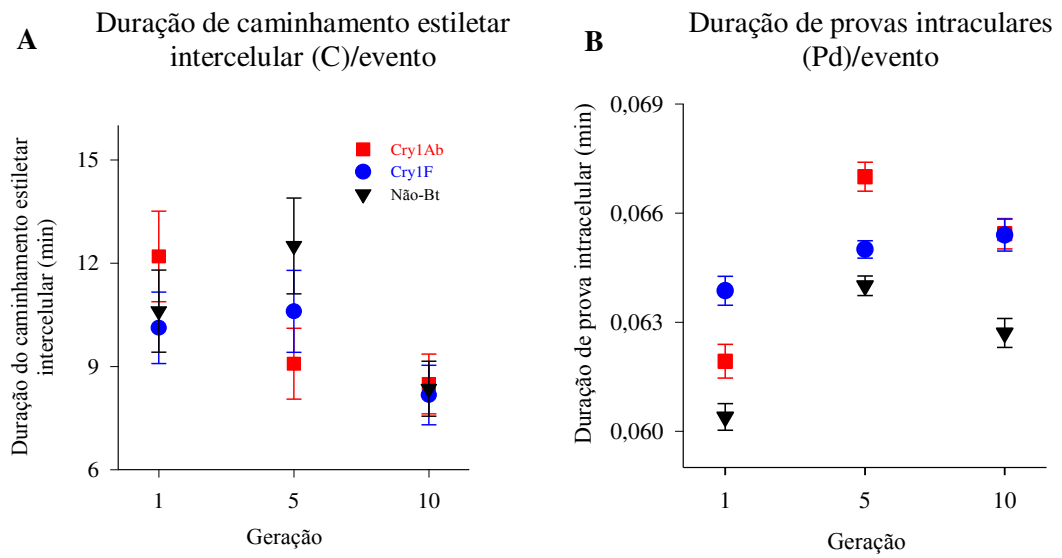 A
Duração de caminhamento estiletar
intercelular (C)/evento
Duração do caminhamento estiletar
intercelular (min)
15
12
9
6
Cry1Ab
Cry1F
Não-Bt
1 5 10
Geração
B
Duração de provas intraculares
(Pd)/evento
Duração de prova intracelular (min)
0,069
0,066
0,063
0,060
1 5 10
Geração